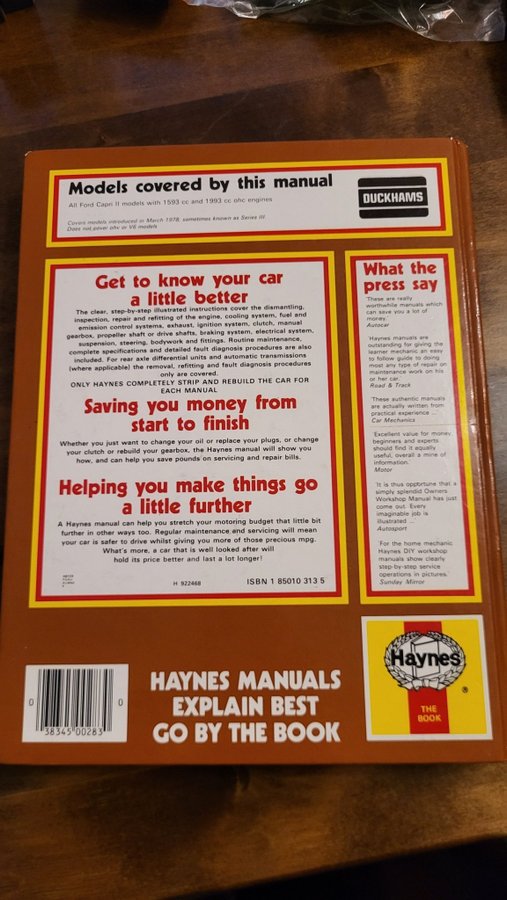 Models covered by this manual
All Ford Capri II models with 1593 cc and 1993 cc ohc engines
Covers models introduced in March 1978, sometimes known as Series III
Does not cover ohv or V6 models
DUCKHAMS
Get to know your car
a little better
The clear, step-by-step illustrated instructions cover the dismantling,
inspection, repair and refitting of the engine, cooling system, fuel and
emission control systems, exhaust, ignition system, clutch, manual
gearbox, propeller shaft or drive shafts, braking system, electrical system,
suspension, steering, bodywork and fittings. Routine maintenance,
complete specifications and detailed fault diagnosis procedures are also
included. For rear axle differential units and automatic transmissions
(where applicable) the removal, refitting and fault diagnosis procedures
only are covered.
ONLY HAYNES COMPLETELY STRIP AND REBUILD THE CAR FOR
EACH MANUAL
Saving you money from
start to finish
Whether you just want to change your oil or replace your plugs, or change
your clutch or rebuild your gearbox, the Haynes manual will show you
how, and can help you save pounds on servicing and repair bills.
Helping you make things go
a little further
A Haynes manual can help you stretch your motoring budget that little bit
further in other ways too. Regular maintenance and servicing will mean
your car is safer to drive whilst giving you more of those precious mpg.
What's more, a car that is well looked after will
hold its price better and last a lot longer!
H 922468
ISBN 1 85010 313 5
What the
press say
'These are really
worthwhile manuals which
can save you a lot of
money.
Autocar
'Haynes manuals are
outstanding for giving the
learner mechanic an easy
to follow guide to doing
most any type of repair on
maintenance work on his
or her car.
Road & Track
'These authentic manuals
are actually written from
practical experience ...'
Car Mechanics
'Excellent value for money
beginners and experts
should find it equally
useful, overall a mine of
information.'
Motor
'It is thus opportune that a
simply splendid Owners
Workshop Manual has just
come out. Every
imaginable job is
illustrated ...'
Autosport
'For the home mechanic
Haynes DIY workshop
manuals show clearly
step-by-step service
operations in pictures.'
Sunday Mirror
0 38345 00283 0
HAYNES MANUALS
EXPLAIN BEST
GO BY THE BOOK
Haynes
®
THE
BOOK